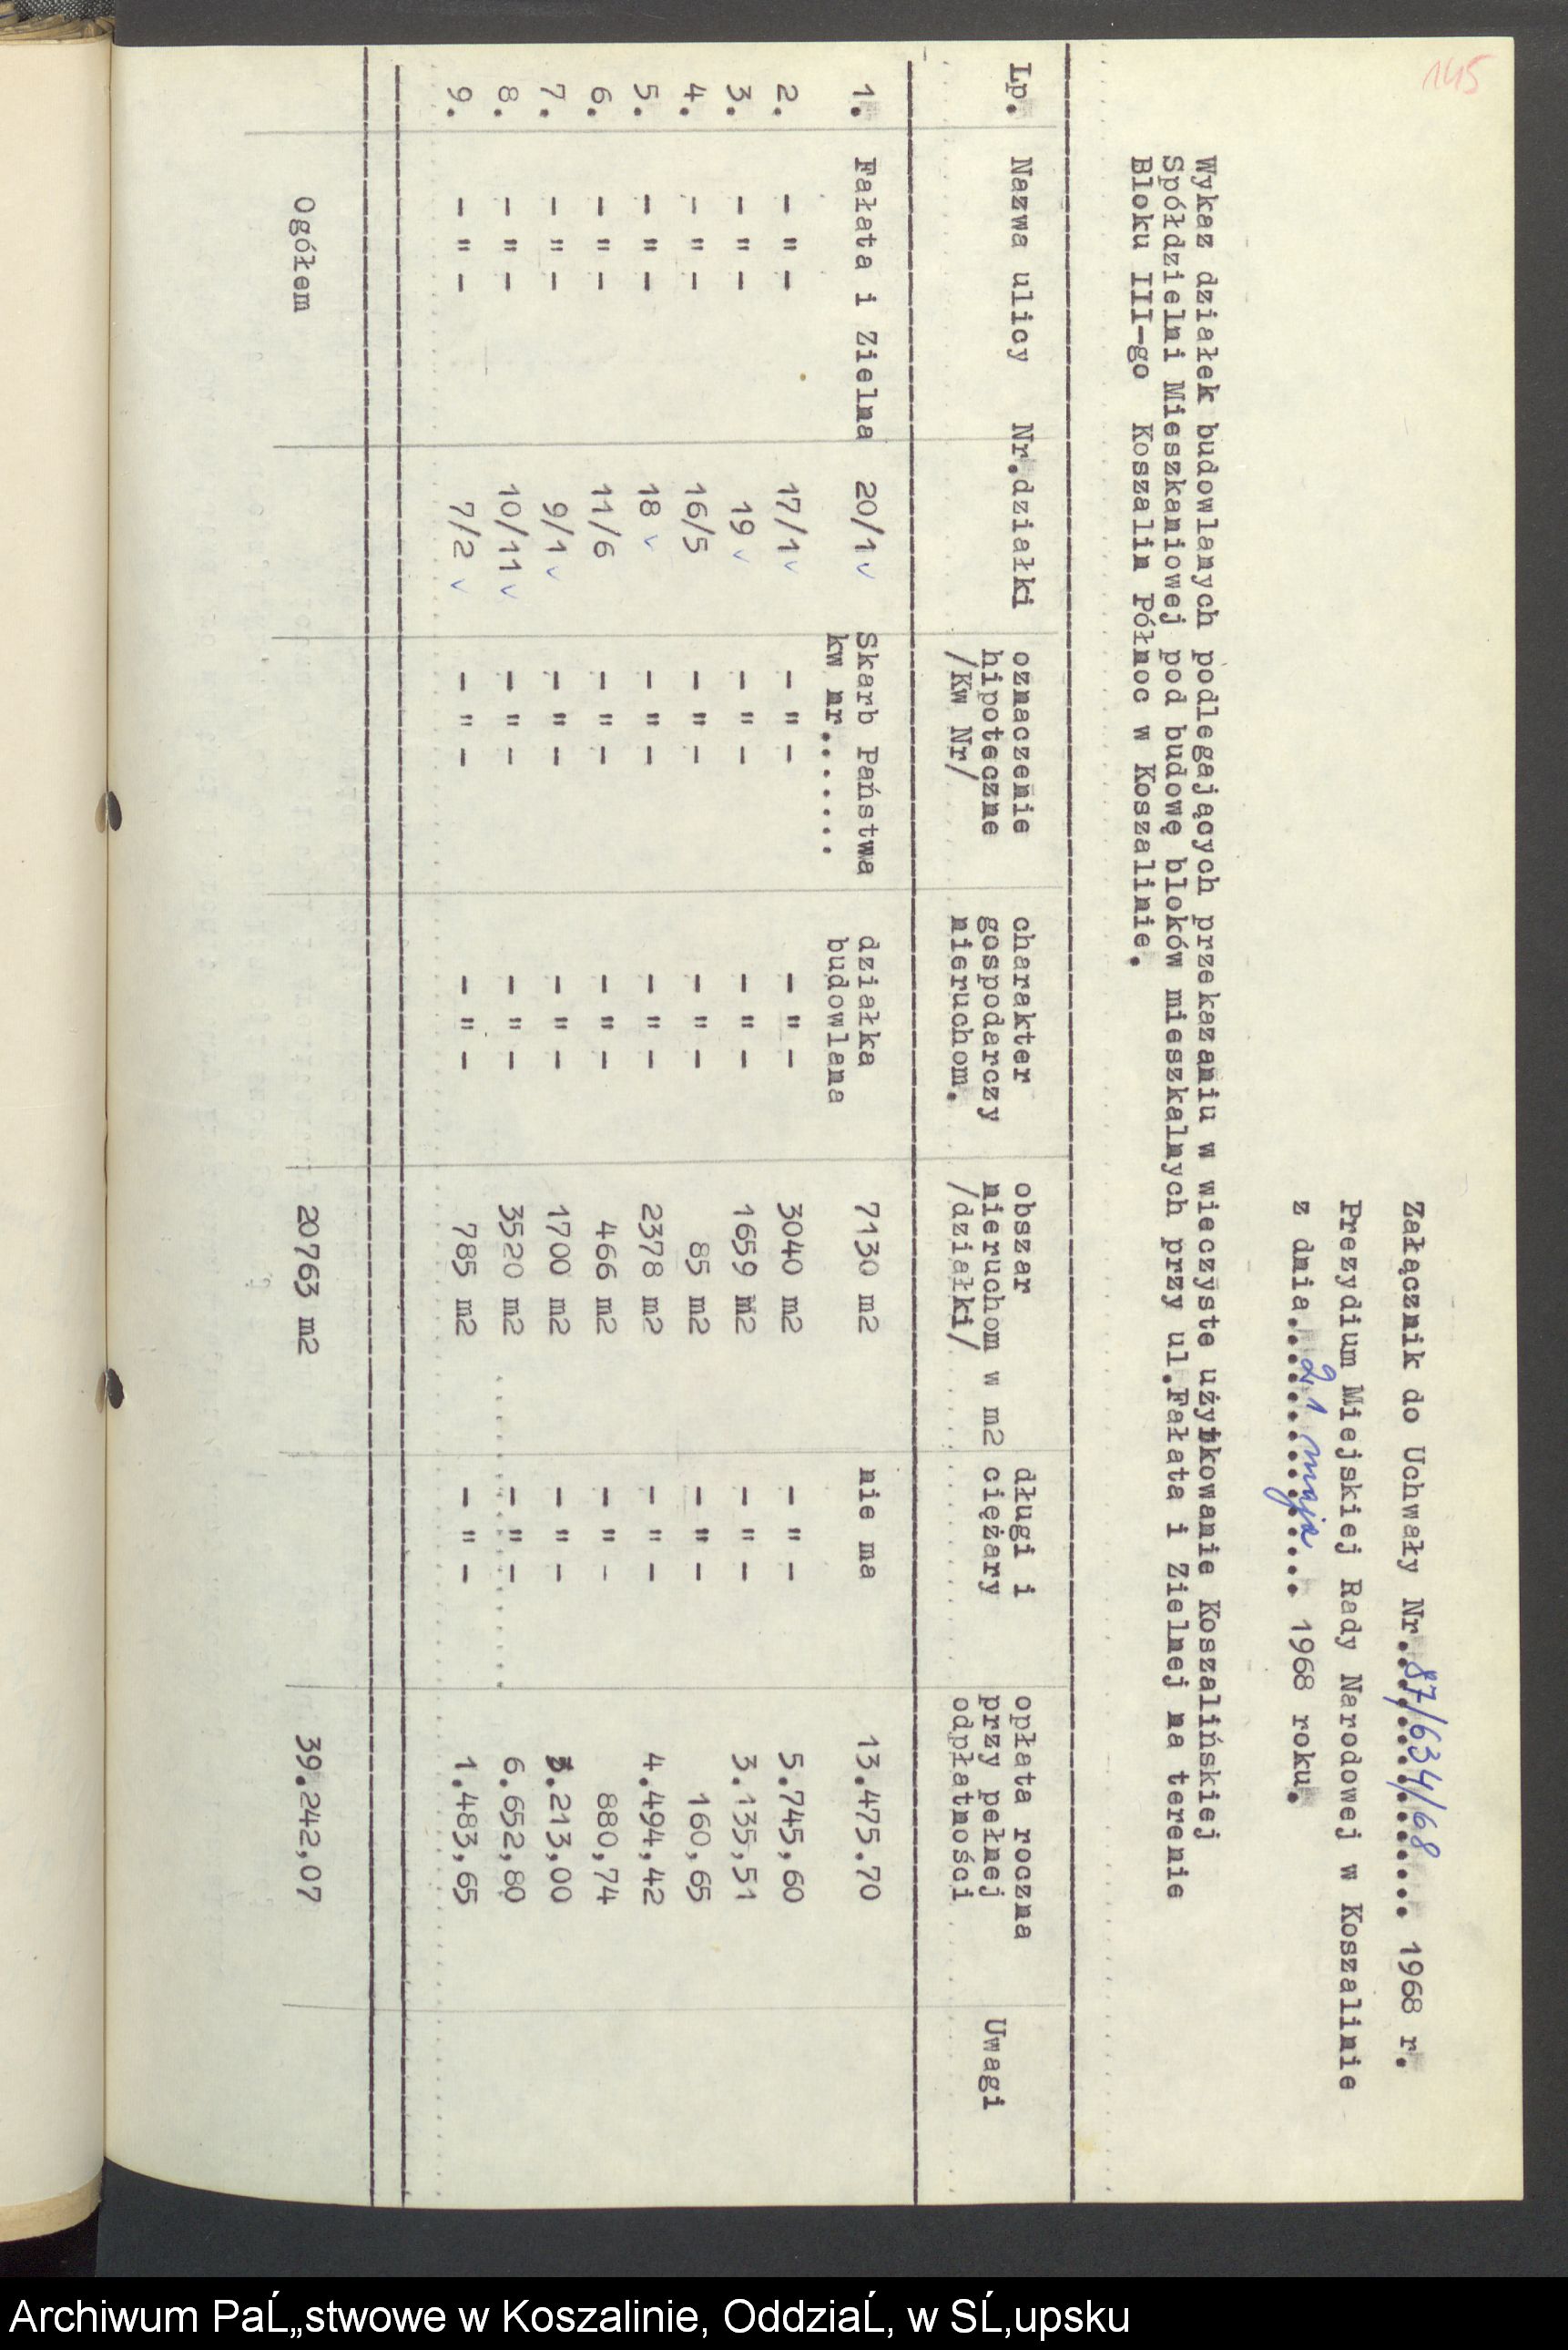 145
Załącznik do Uchwały Nr. 87/634/68 1968 r.
Prezydium Miejskiej Rady Narodowej w Koszalinie
z dnia 21 maja 1968 roku.
Wykaz działek budowlanych podlegających przekazaniu w wieczyste użytkowanie Koszalińskiej
Spółdzielni Mieszkaniowej pod budowę bloków mieszkalnych przy ul.Fałata i Zielnej na terenie
Bloku III-go Koszalin Północ w Koszalinie.
Lp. Nazwa ulicy Nr.działki oznaczenie hipoteczne /Kw Nr/ charakter gospodarczy nieruchom. obszar nieruchom w m2 /działki/ długi i ciężary opłata roczna przy pełnej odpłatności Uwagi
1. Fałata i Zielna 20/1 v Skarb Państwa kw nr....... działka budowlana 7130 m2 nie ma 13.475.70
2. - " - 17/1 v - " - - " - 3040 m2 - " - 5.745,60
3. - " - 19 v - " - - " - 1659 m2 - " - 3.135,51
4. - " - 16/5 - " - - " - 85 m2 - " - 160,65
5. - " - 18 v - " - - " - 2378 m2 - " - 4.494,42
6. - " - 11/6 - " - - " - 466 m2 - " - 880,74
7. - " - 9/1 v - " - - " - 1700 m2 - " - 3.213,00
8. - " - 10/11 v - " - - " - 3520 m2 - " - 6.652,80
9. - " - 7/2 v - " - - " - 785 m2 - " - 1.483,65
Ogółem 20763 m2 39.242,07
Archiwum PaĹ„stwowe w Koszalinie, OddziaĹ‚ w SĹ‚upsku